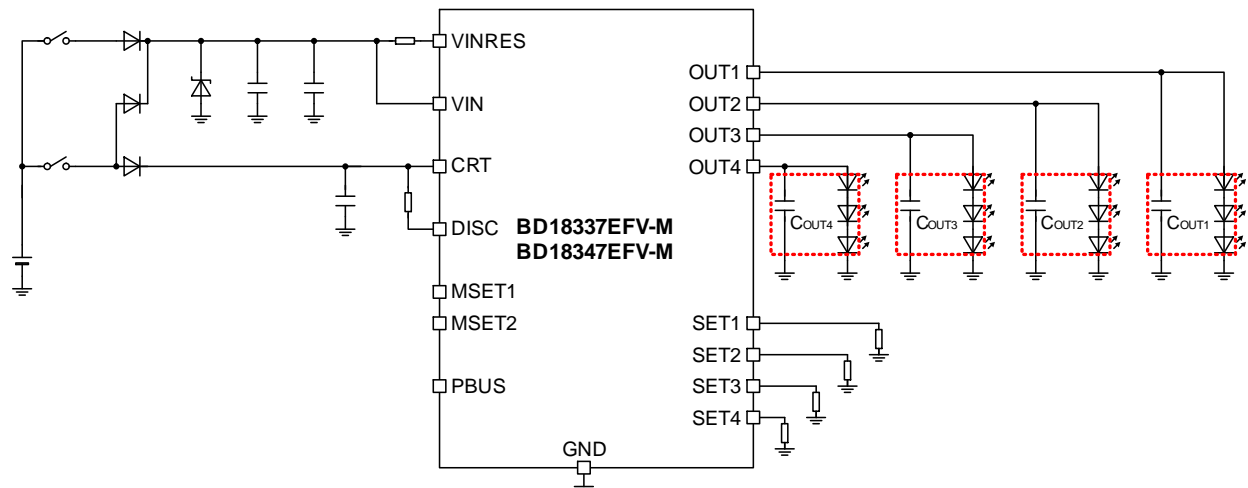 VINRES
VIN
CRT
DISC
BD18337EFV-M
BD18347EFV-M
MSET1
MSET2
PBUS
GND
OUT1
OUT2
OUT3
OUT4
COUT4
COUT3
COUT2
COUT1
SET1
SET2
SET3
SET4